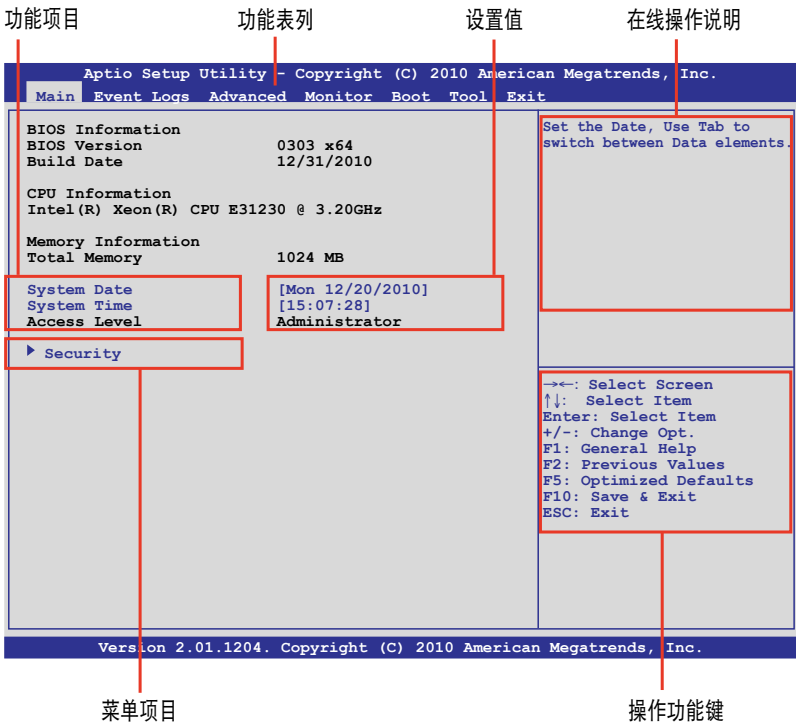 功能项目 功能表列 设置值 在线操作说明
Aptio Setup Utility - Copyright (C) 2010 American Megatrends, Inc.
Main Event Logs Advanced Monitor Boot Tool Exit
BIOS Information
BIOS Version 0303 x64
Build Date 12/31/2010
CPU Information
Intel(R) Xeon(R) CPU E31230 @ 3.20GHz
Memory Information
Total Memory 1024 MB
System Date [Mon 12/20/2010]
System Time [15:07:28]
Access Level Administrator
Security
Set the Date, Use Tab to
switch between Data elements.
→←: Select Screen
↑↓: Select Item
Enter: Select Item
+/-: Change Opt.
F1: General Help
F2: Previous Values
F5: Optimized Defaults
F10: Save & Exit
ESC: Exit
Version 2.01.1204. Copyright (C) 2010 American Megatrends, Inc.
菜单项目 操作功能键